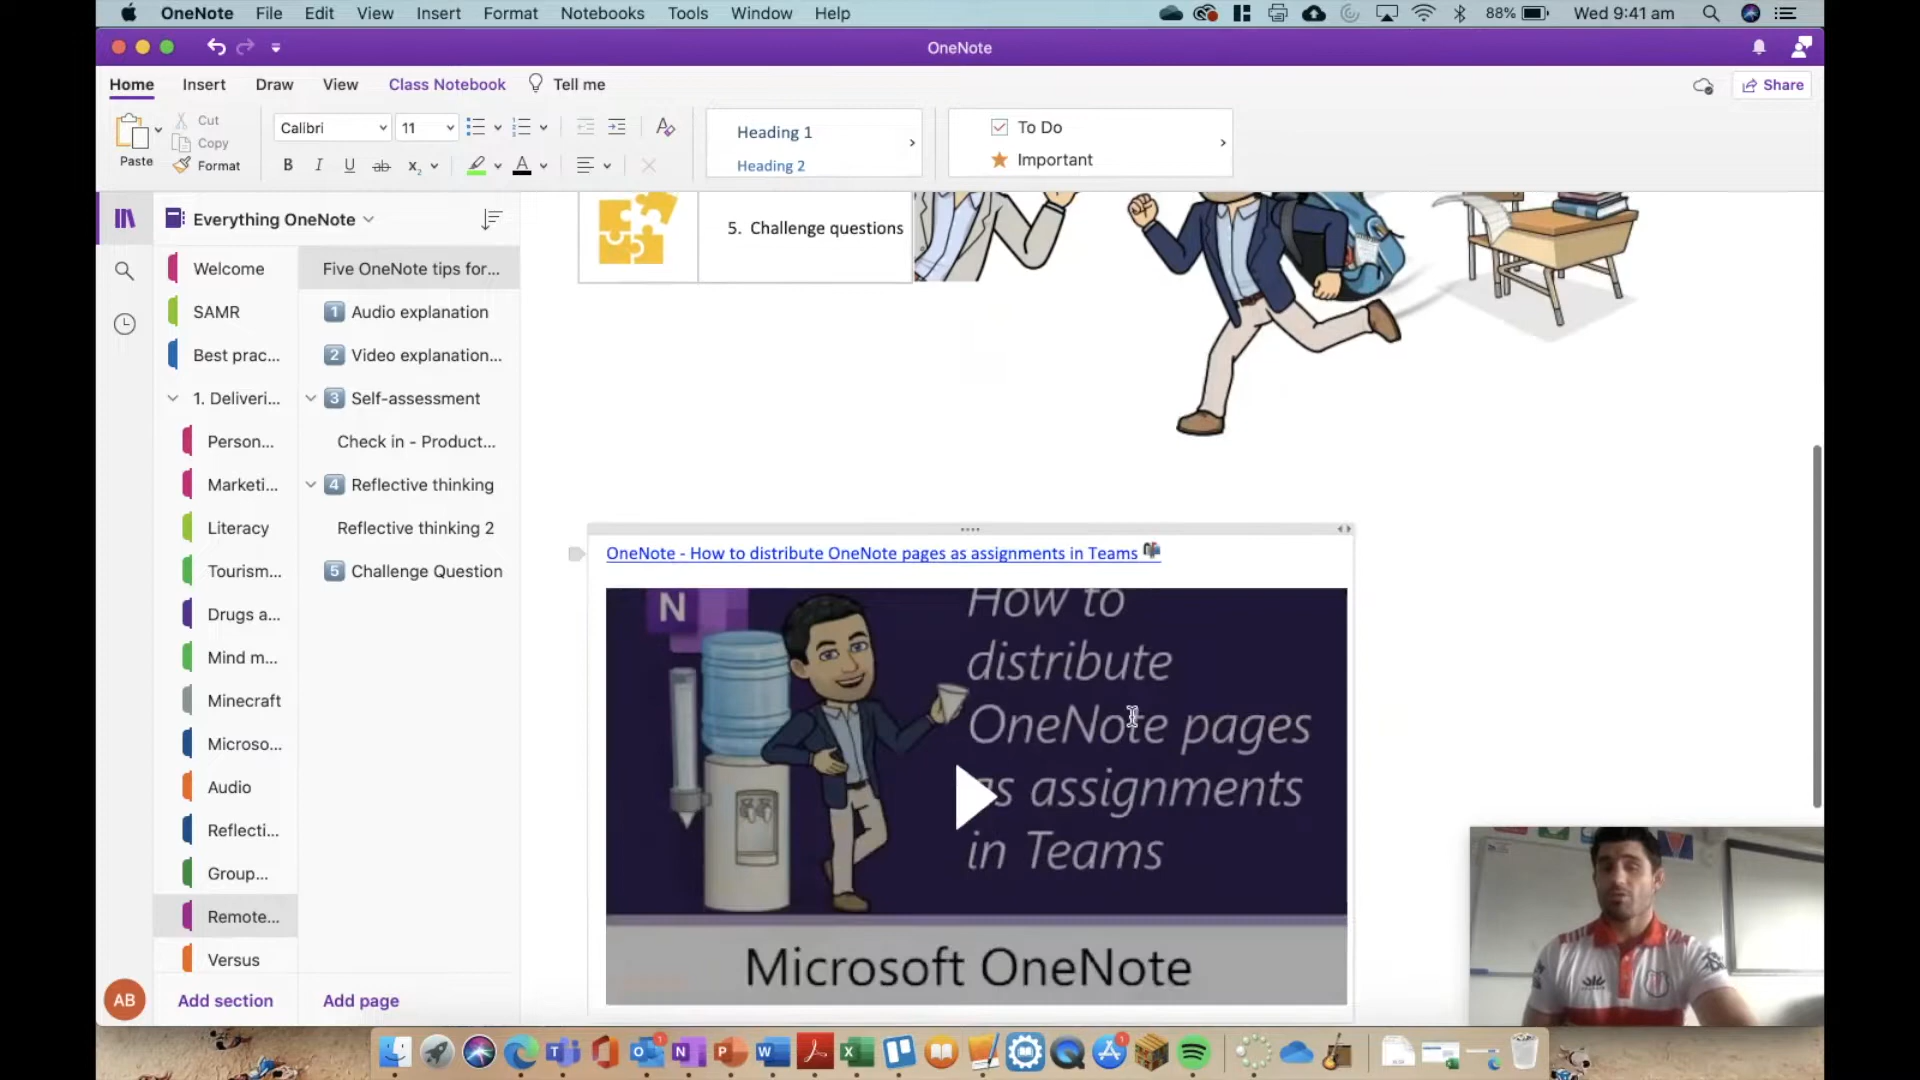 OneNote File Edit View Insert Format Notebooks Tools Window Help 88% Wed 9:41 am
OneNote
Home Insert Draw View Class Notebook Tell me Share
Paste Cut Copy Format
Calibri 11
B I U ab x₂ A
Heading 1
Heading 2
To Do
Important
Everything OneNote
Welcome
SAMR
Best prac...
1. Deliveri...
Person...
Marketi...
Literacy
Tourism...
Drugs a...
Mind m...
Minecraft
Microso...
Audio
Reflecti...
Group...
Remote...
Versus
Add section
AB
Five OneNote tips for...
1 Audio explanation
2 Video explanation...
3 Self-assessment
Check in - Product...
4 Reflective thinking
Reflective thinking 2
5 Challenge Question
Add page
5. Challenge questions
OneNote - How to distribute OneNote pages as assignments in Teams
N
How to
distribute
OneNote pages
as assignments
in Teams
Microsoft OneNote